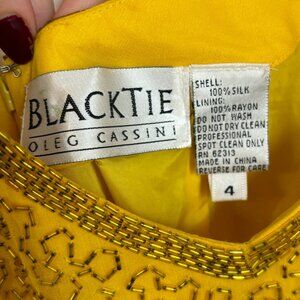 BLACKTIE
OLEG CASSINI
SHELL:
100% SILK
LINING:
100% RAYON
DO NOT WASH
DO NOT DRY CLEAN
PROFESSIONAL
SPOT CLEAN ONLY
RN 62313
MADE IN CHINA
REVERSE FOR CARE
4